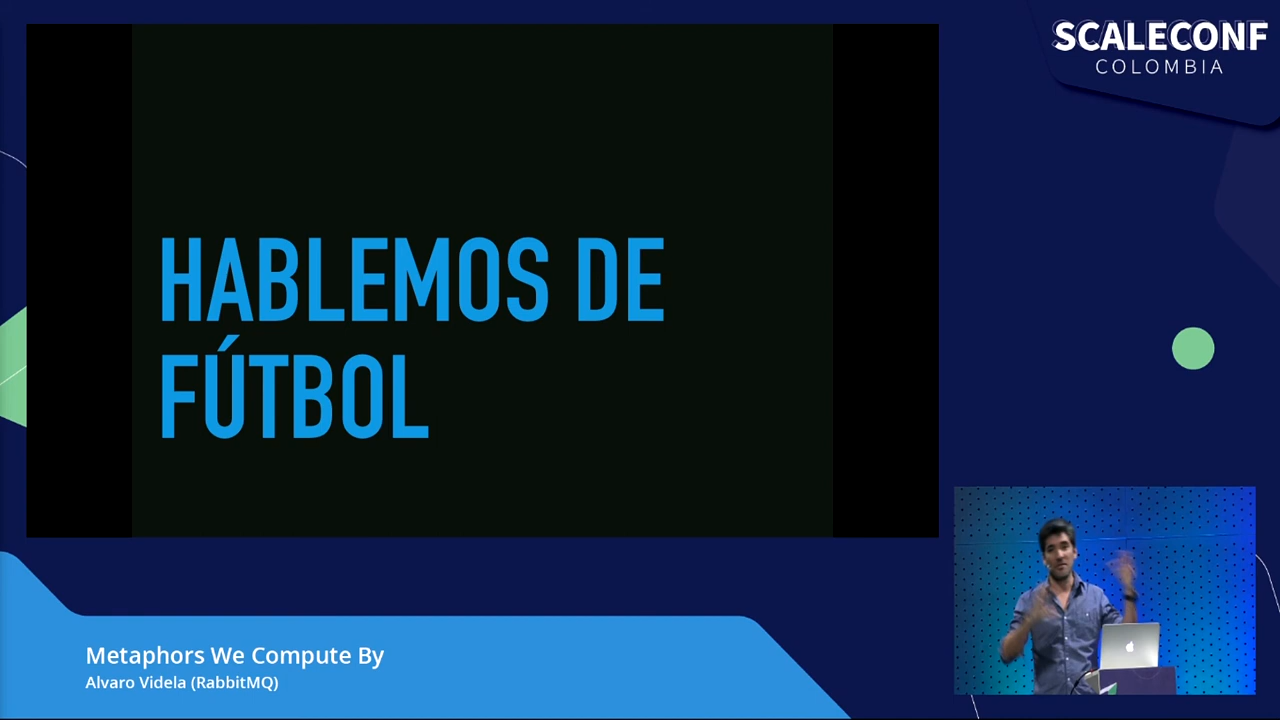 SCALECONF
COLOMBIA
HABLEMOS DE
FÚTBOL
Metaphors We Compute By
Alvaro Videla (RabbitMQ)